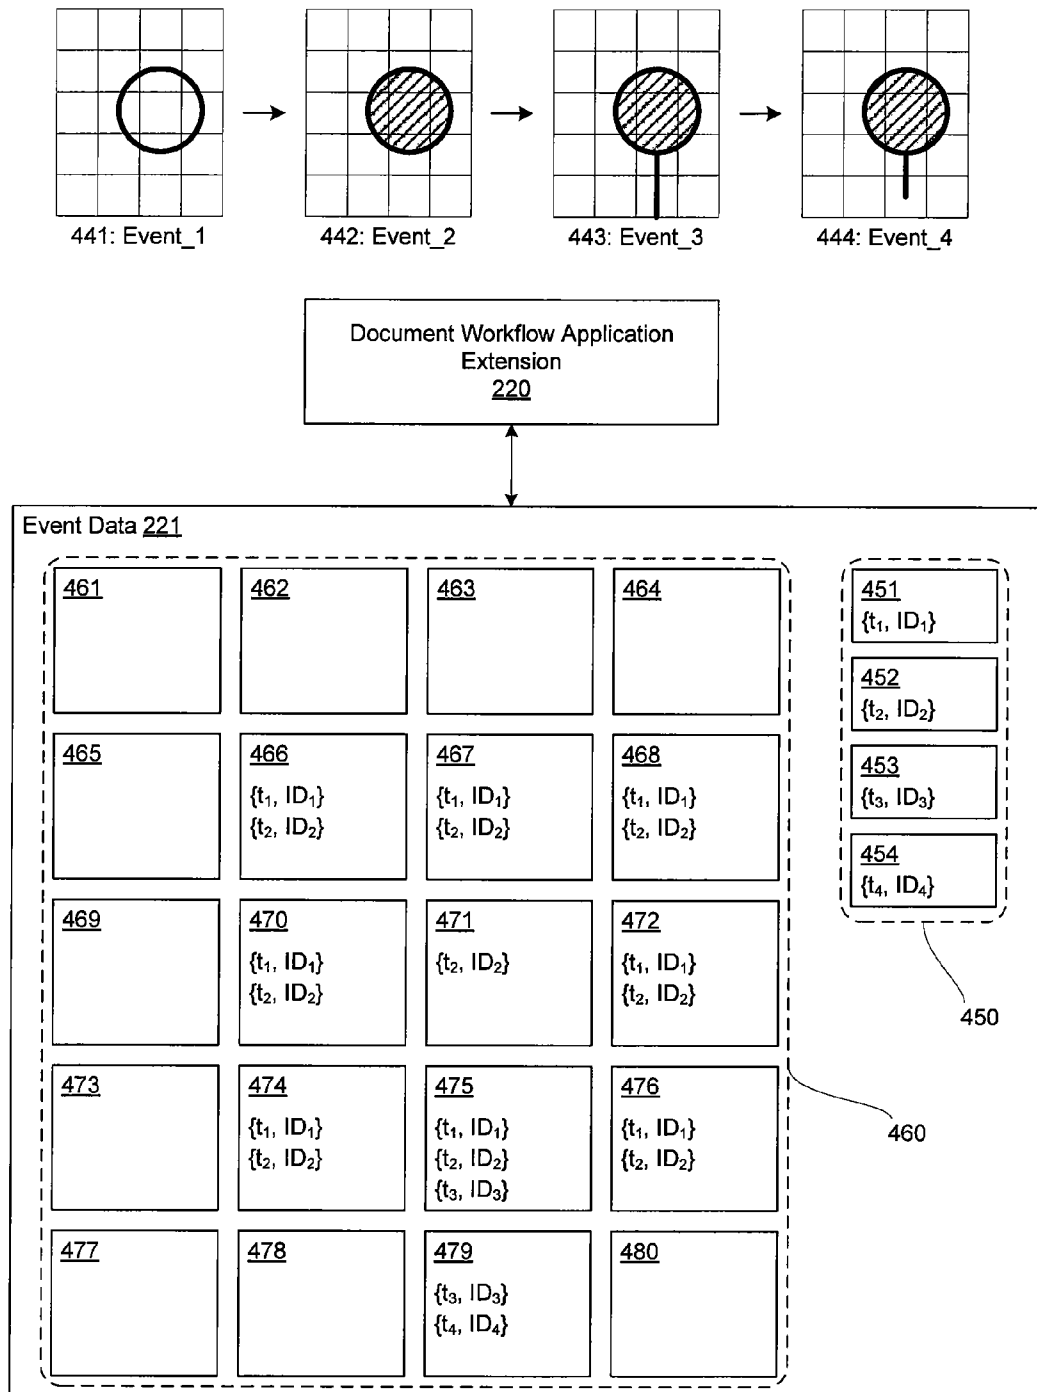 441: Event_1
442: Event_2
443: Event_3
444: Event_4
Document Workflow Application
Extension
220
Event Data 221
461
462
463
464
451
{t₁, ID₁}
452
{t₂, ID₂}
453
{t₃, ID₃}
454
{t₄, ID₄}
450
465
466
{t₁, ID₁}
{t₂, ID₂}
467
{t₁, ID₁}
{t₂, ID₂}
468
{t₁, ID₁}
{t₂, ID₂}
469
470
{t₁, ID₁}
{t₂, ID₂}
471
{t₂, ID₂}
472
{t₁, ID₁}
{t₂, ID₂}
473
474
{t₁, ID₁}
{t₂, ID₂}
475
{t₁, ID₁}
{t₂, ID₂}
{t₃, ID₃}
476
{t₁, ID₁}
{t₂, ID₂}
460
477
478
479
{t₃, ID₃}
{t₄, ID₄}
480